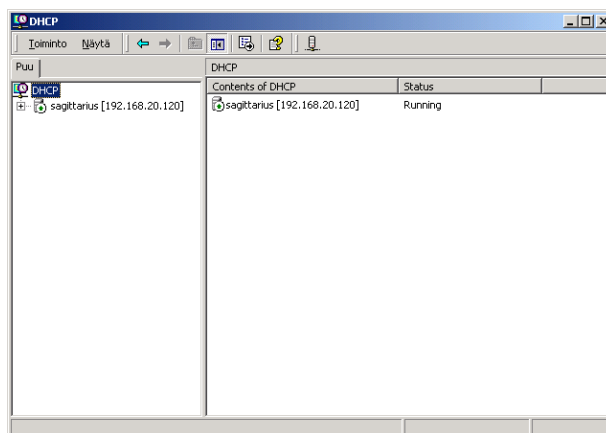 DHCP
Toiminto Näytä
Puu
DHCP
sagittarius [192.168.20.120]
DHCP
Contents of DHCP Status
sagittarius [192.168.20.120] Running